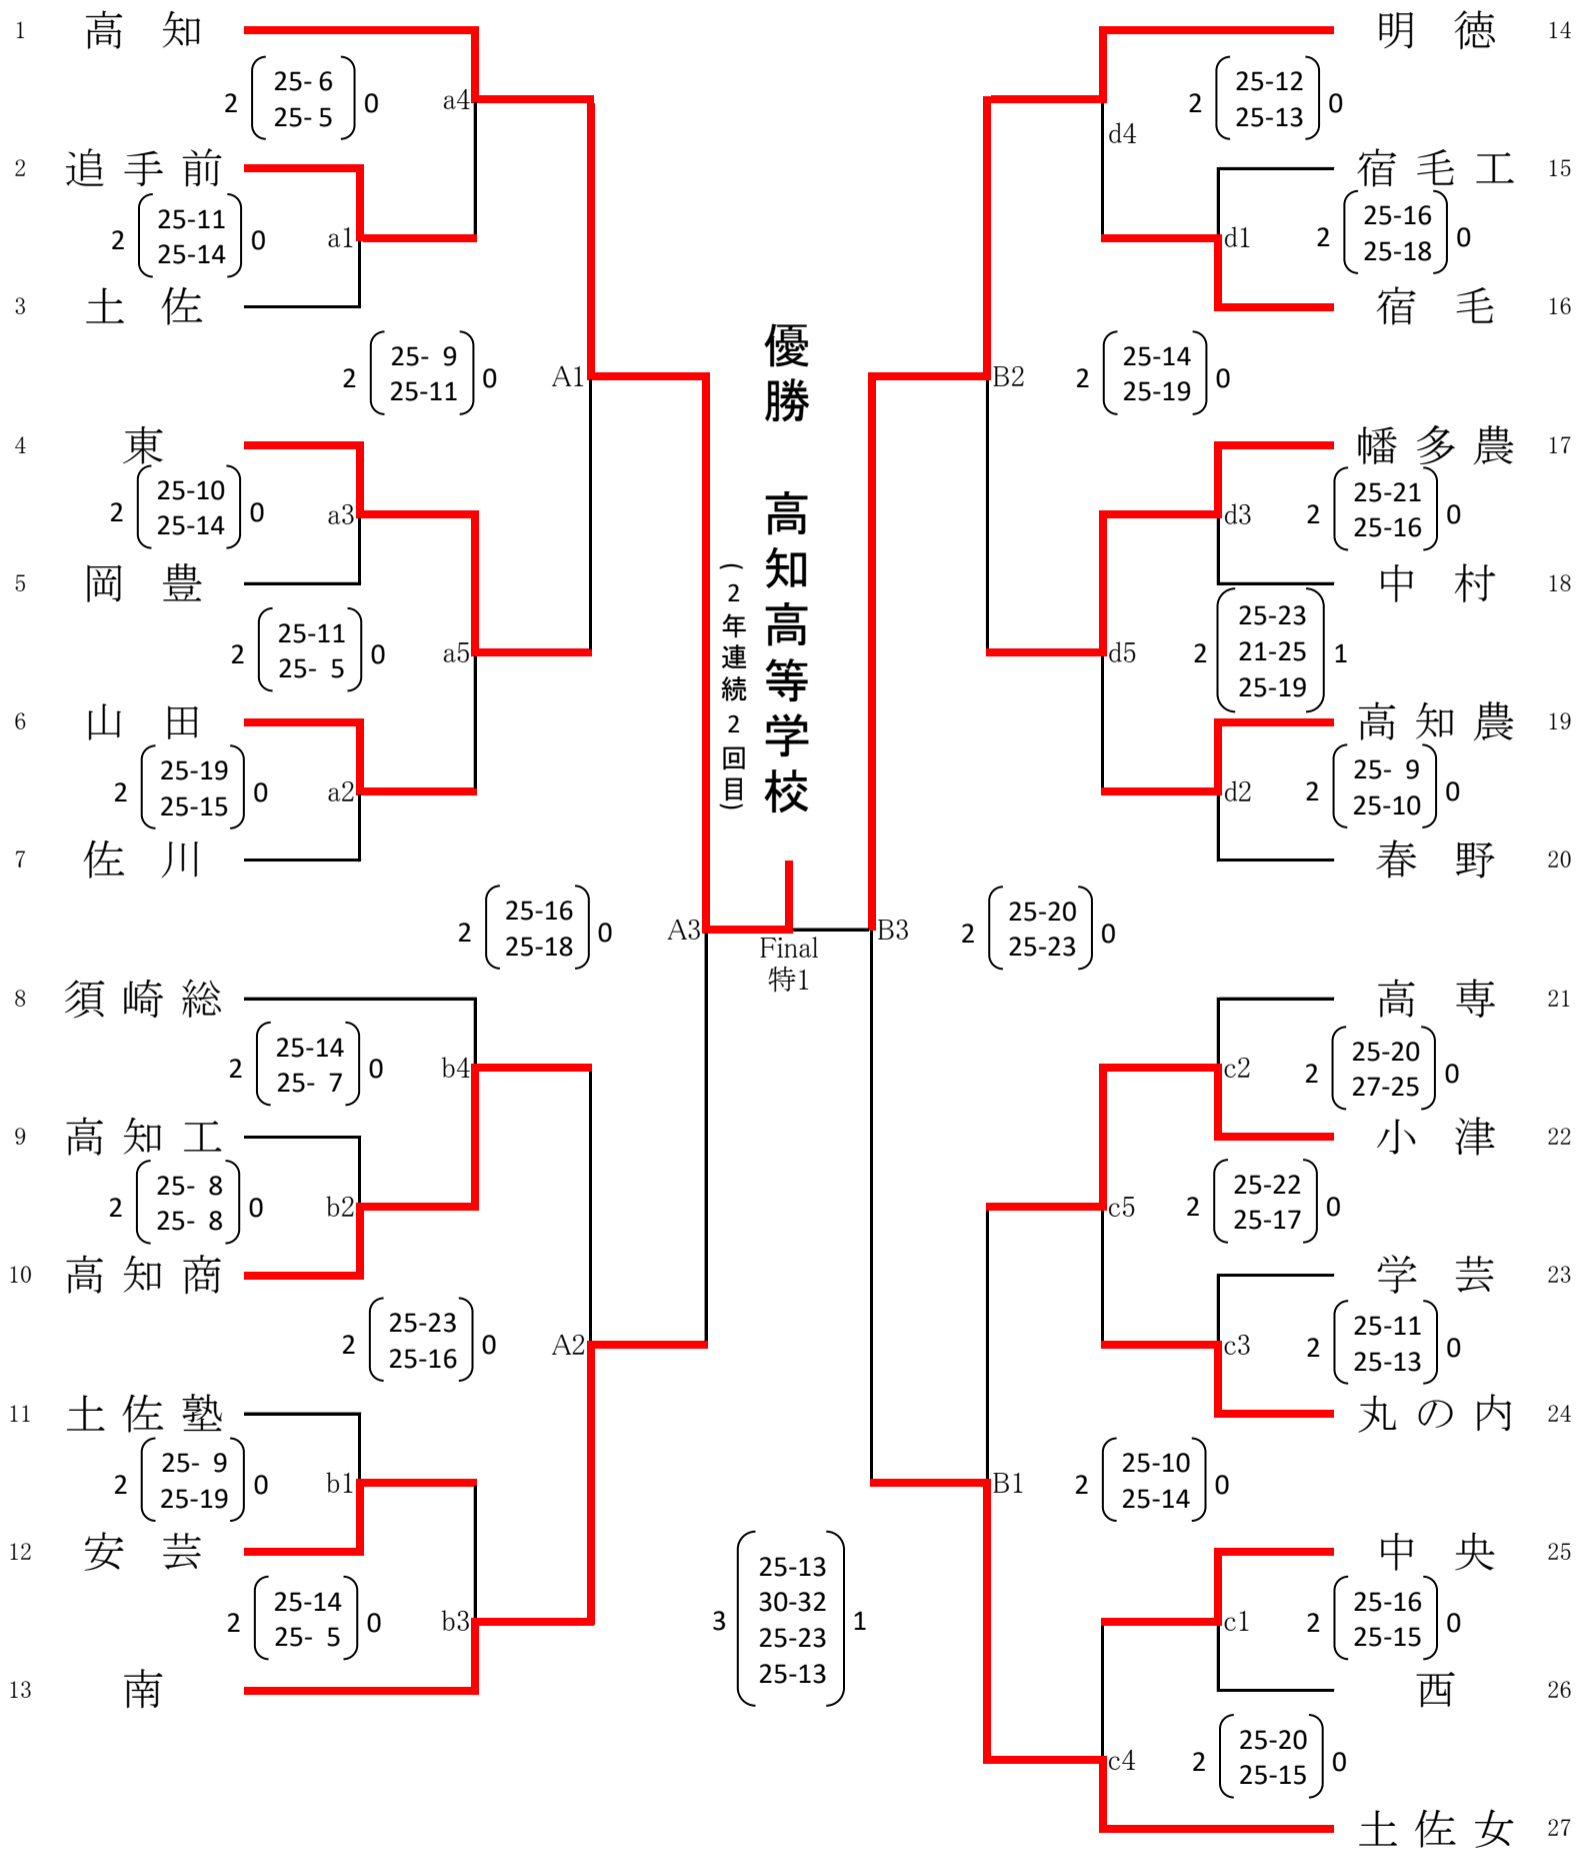 1 高知
2 ( 25- 6 25- 5 ) 0
a4
2 追手前
2 ( 25-11 25-14 ) 0
a1
3 土佐
2 ( 25- 9 25-11 ) 0
A1
4 東
2 ( 25-10 25-14 ) 0
a3
5 岡豊
2 ( 25-11 25- 5 ) 0
a5
6 山田
2 ( 25-19 25-15 ) 0
a2
7 佐川
2 ( 25-16 25-18 ) 0
A3
8 須崎総
2 ( 25-14 25- 7 ) 0
b4
9 高知工
2 ( 25- 8 25- 8 ) 0
b2
10 高知商
2 ( 25-23 25-16 ) 0
A2
11 土佐塾
2 ( 25- 9 25-19 ) 0
b1
12 安芸
2 ( 25-14 25- 5 ) 0
b3
13 南
優勝 高知高等学校
(2年連続2回目)
Final
特1
3 ( 25-13 30-32 25-23 25-13 ) 1
明徳 14
d4
2 ( 25-12 25-13 ) 0
宿毛工 15
d1
2 ( 25-16 25-18 ) 0
宿毛 16
B2
2 ( 25-14 25-19 ) 0
幡多農 17
d3
2 ( 25-21 25-16 ) 0
中村 18
d5
2 ( 25-23 21-25 25-19 ) 1
高知農 19
d2
2 ( 25- 9 25-10 ) 0
春野 20
B3
2 ( 25-20 25-23 ) 0
高専 21
c2
2 ( 25-20 27-25 ) 0
小津 22
c5
2 ( 25-22 25-17 ) 0
学芸 23
c3
2 ( 25-11 25-13 ) 0
丸の内 24
B1
2 ( 25-10 25-14 ) 0
中央 25
c1
2 ( 25-16 25-15 ) 0
西 26
c4
2 ( 25-20 25-15 ) 0
土佐女 27